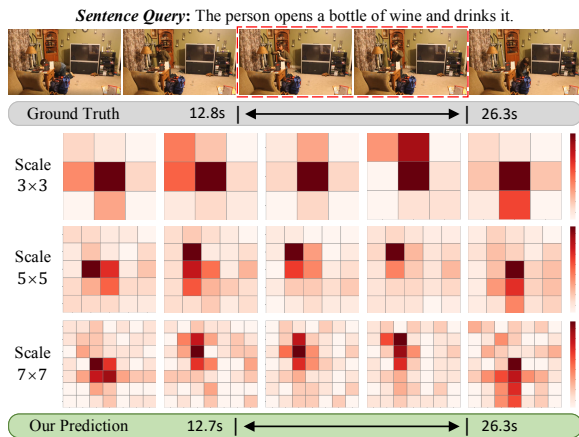 Sentence Query: The person opens a bottle of wine and drinks it.
Ground Truth 12.8s 26.3s
Scale
3×3
Scale
5×5
Scale
7×7
Our Prediction 12.7s 26.3s